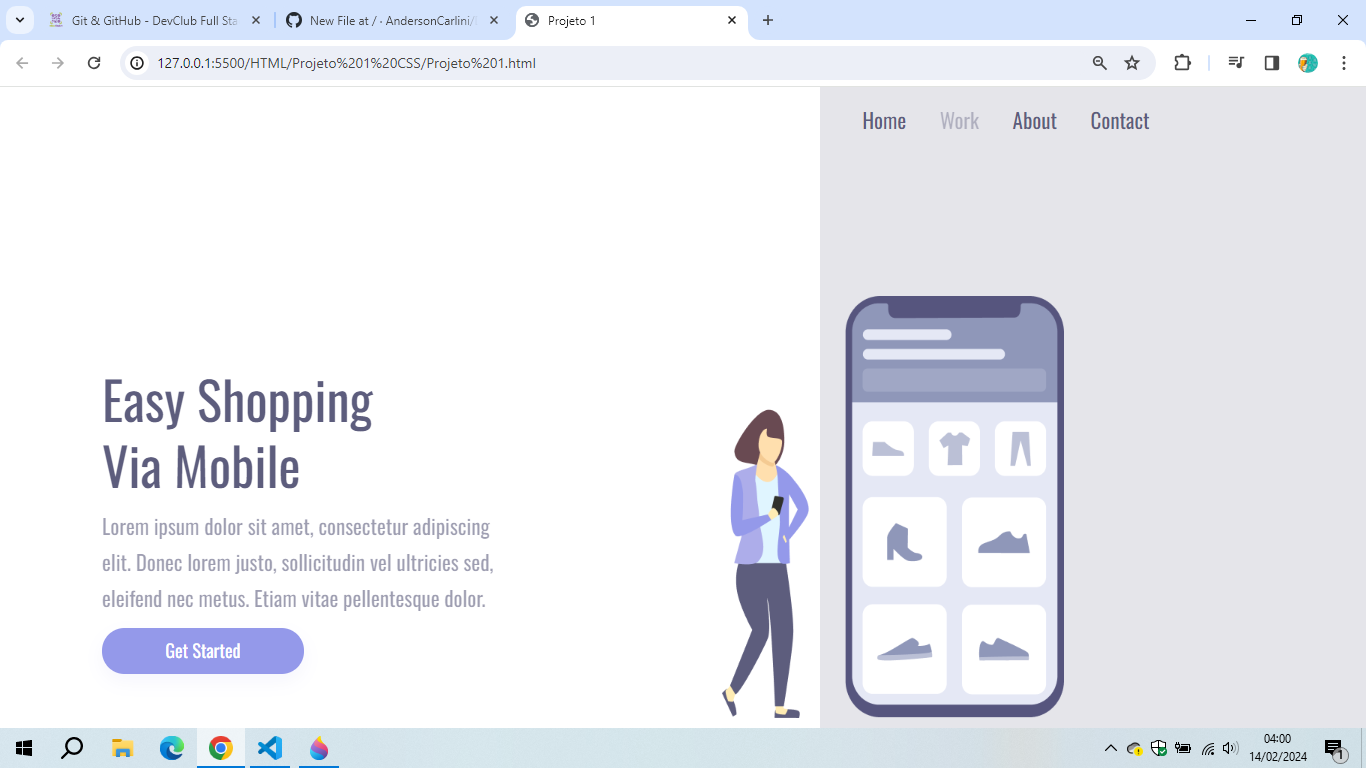 Git & GitHub - DevClub Full Sta
New File at / · AndersonCarlini/
Projeto 1
127.0.0.1:5500/HTML/Projeto%201%20CSS/Projeto%201.html
Home Work About Contact
Easy Shopping
Via Mobile
Lorem ipsum dolor sit amet, consectetur adipiscing
elit. Donec lorem justo, sollicitudin vel ultricies sed,
eleifend nec metus. Etiam vitae pellentesque dolor.
Get Started
04:00
14/02/2024
1